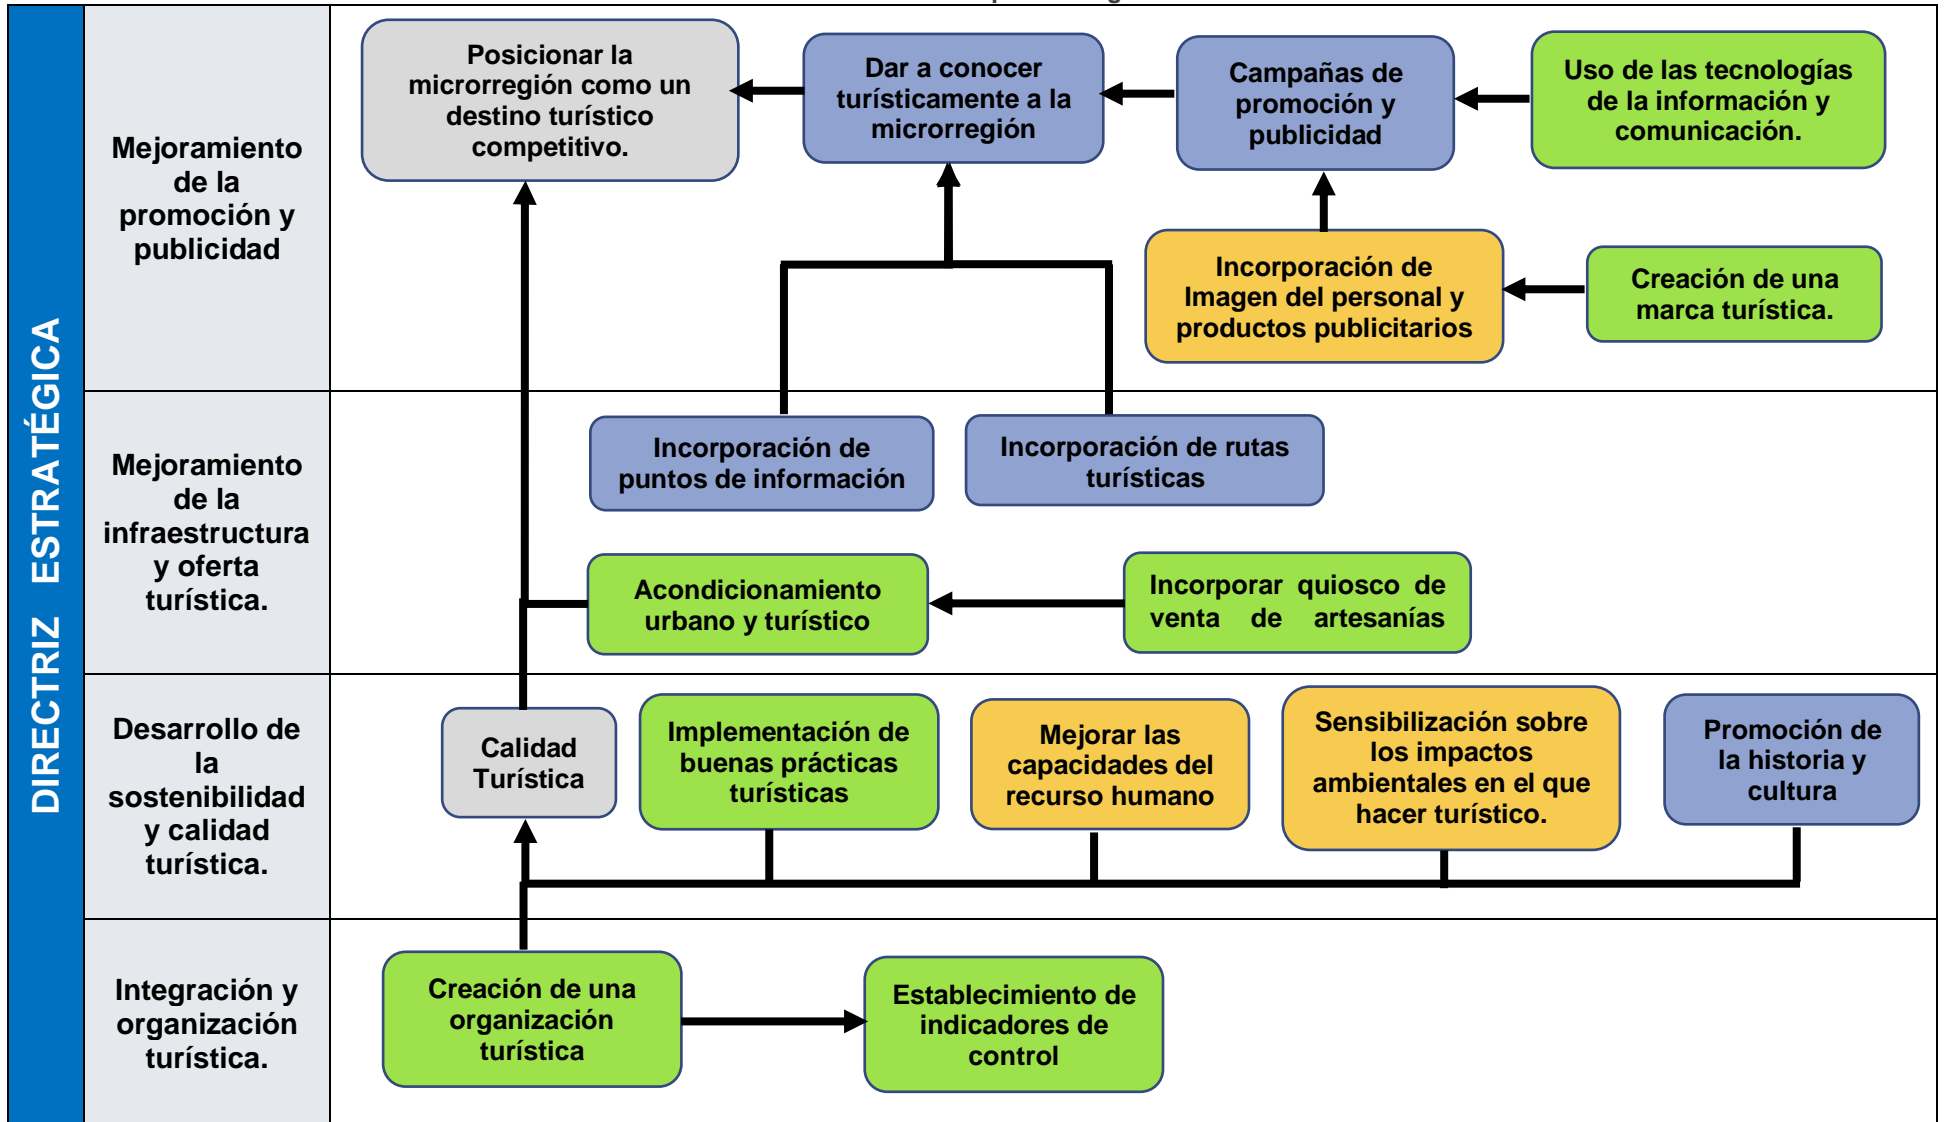 DIRECTRIZ ESTRATÉGICA
Mejoramiento
de la
promoción y
publicidad
Posicionar la
microrregión como un
destino turístico
competitivo.
Dar a conocer
turísticamente a la
microrregión
Campañas de
promoción y
publicidad
Uso de las tecnologías
de la información y
comunicación.
Incorporación de
Imagen del personal y
productos publicitarios
Creación de una
marca turística.
Mejoramiento
de la
infraestructura
y oferta
turística.
Incorporación de
puntos de información
Incorporación de rutas
turísticas
Acondicionamiento
urbano y turístico
Incorporar quiosco de
venta de artesanías
Desarrollo de
la
sostenibilidad
y calidad
turística.
Calidad
Turística
Implementación de
buenas prácticas
turísticas
Mejorar las
capacidades del
recurso humano
Sensibilización sobre
los impactos
ambientales en el que
hacer turístico.
Promoción de
la historia y
cultura
Integración y
organización
turística.
Creación de una
organización
turística
Establecimiento de
indicadores de
control